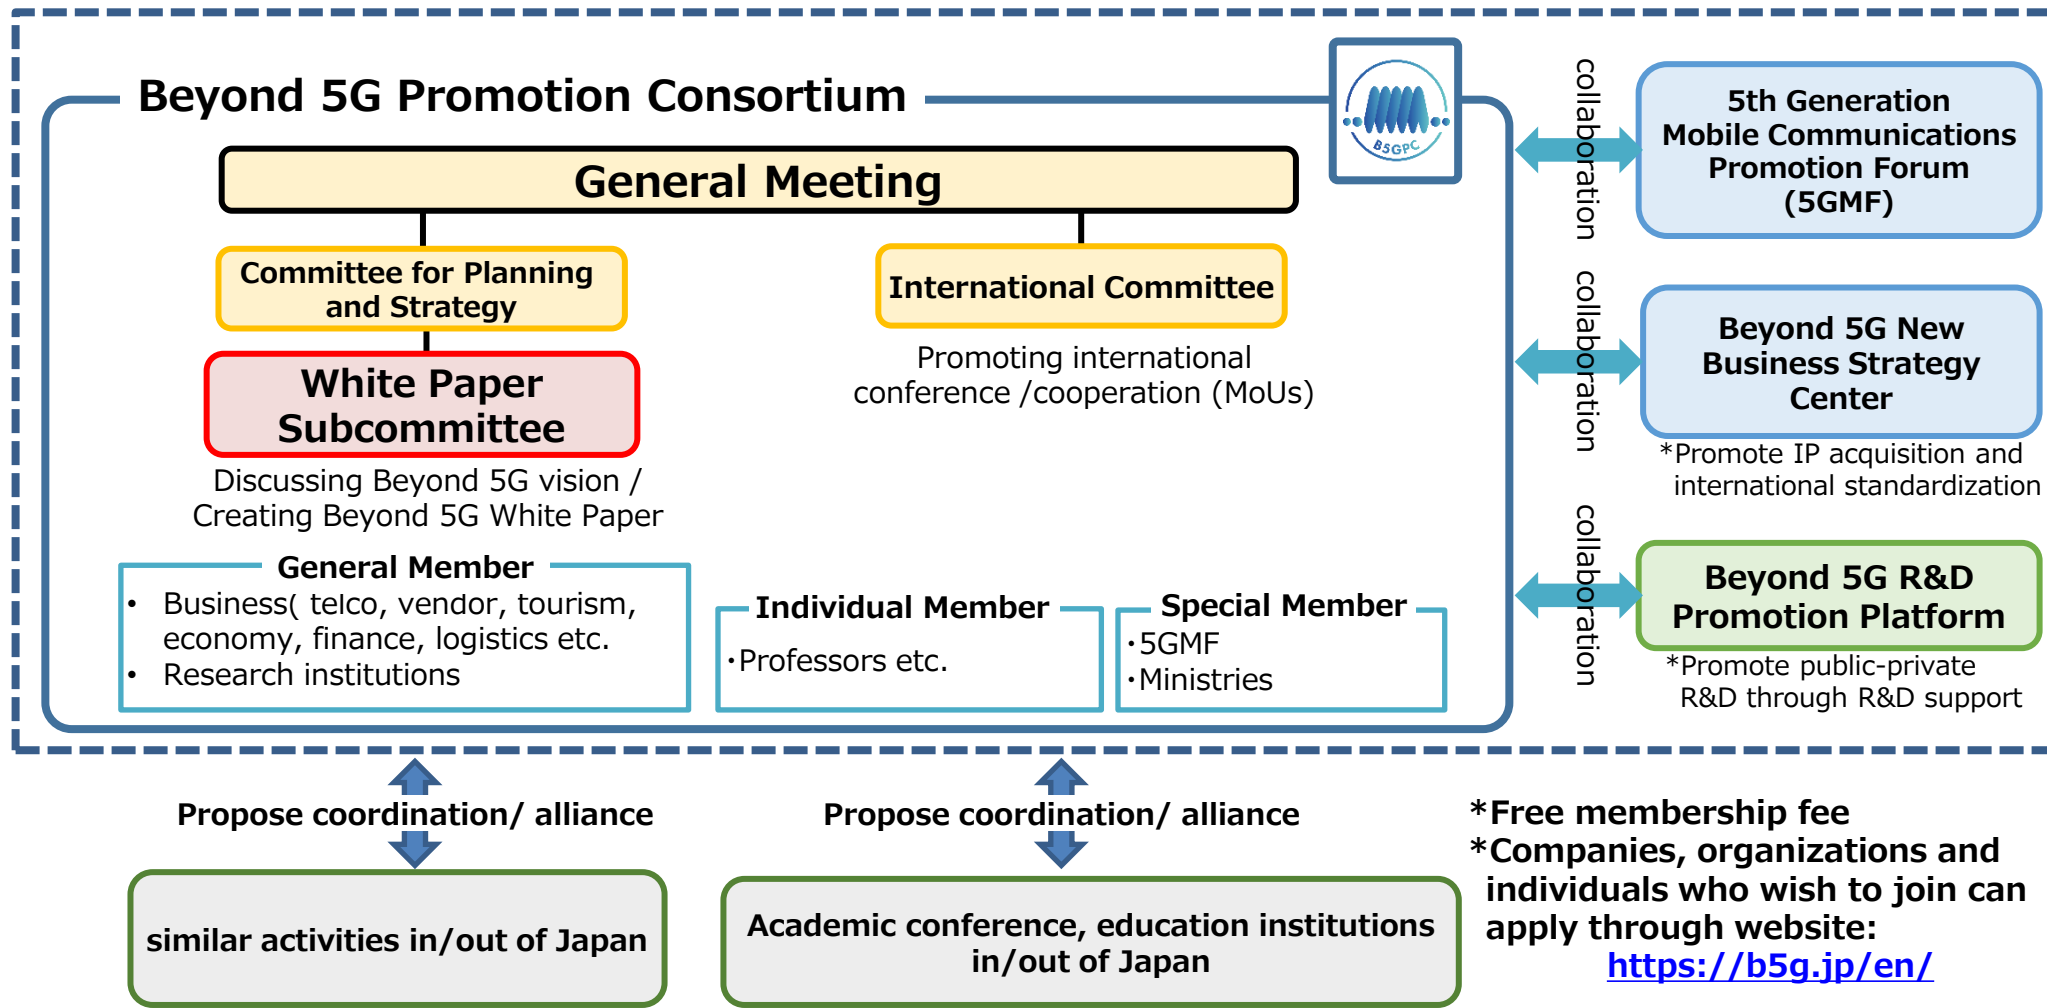 Beyond 5G Promotion Consortium
B5GPC
General Meeting
Committee for Planning
and Strategy
International Committee
White Paper
Subcommittee
Promoting international
conference /cooperation (MoUs)
Discussing Beyond 5G vision /
Creating Beyond 5G White Paper
General Member
• Business( telco, vendor, tourism,
economy, finance, logistics etc.
• Research institutions
Individual Member
・Professors etc.
Special Member
・5GMF
・Ministries
collaboration
5th Generation
Mobile Communications
Promotion Forum
(5GMF)
collaboration
Beyond 5G New
Business Strategy
Center
*Promote IP acquisition and
international standardization
collaboration
Beyond 5G R&D
Promotion Platform
*Promote public-private
R&D through R&D support
Propose coordination/ alliance
Propose coordination/ alliance
similar activities in/out of Japan
Academic conference, education institutions
in/out of Japan
*Free membership fee
*Companies, organizations and
individuals who wish to join can
apply through website:
https://b5g.jp/en/